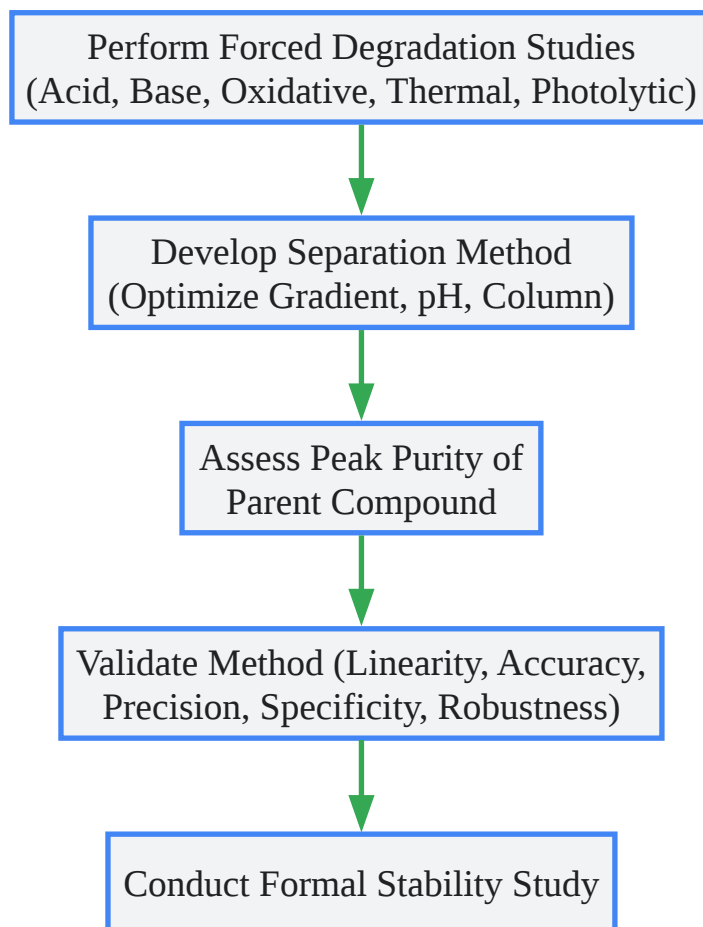 Perform Forced Degradation Studies
(Acid, Base, Oxidative, Thermal, Photolytic)
Develop Separation Method
(Optimize Gradient, pH, Column)
Assess Peak Purity of
Parent Compound
Validate Method (Linearity, Accuracy,
Precision, Specificity, Robustness)
Conduct Formal Stability Study